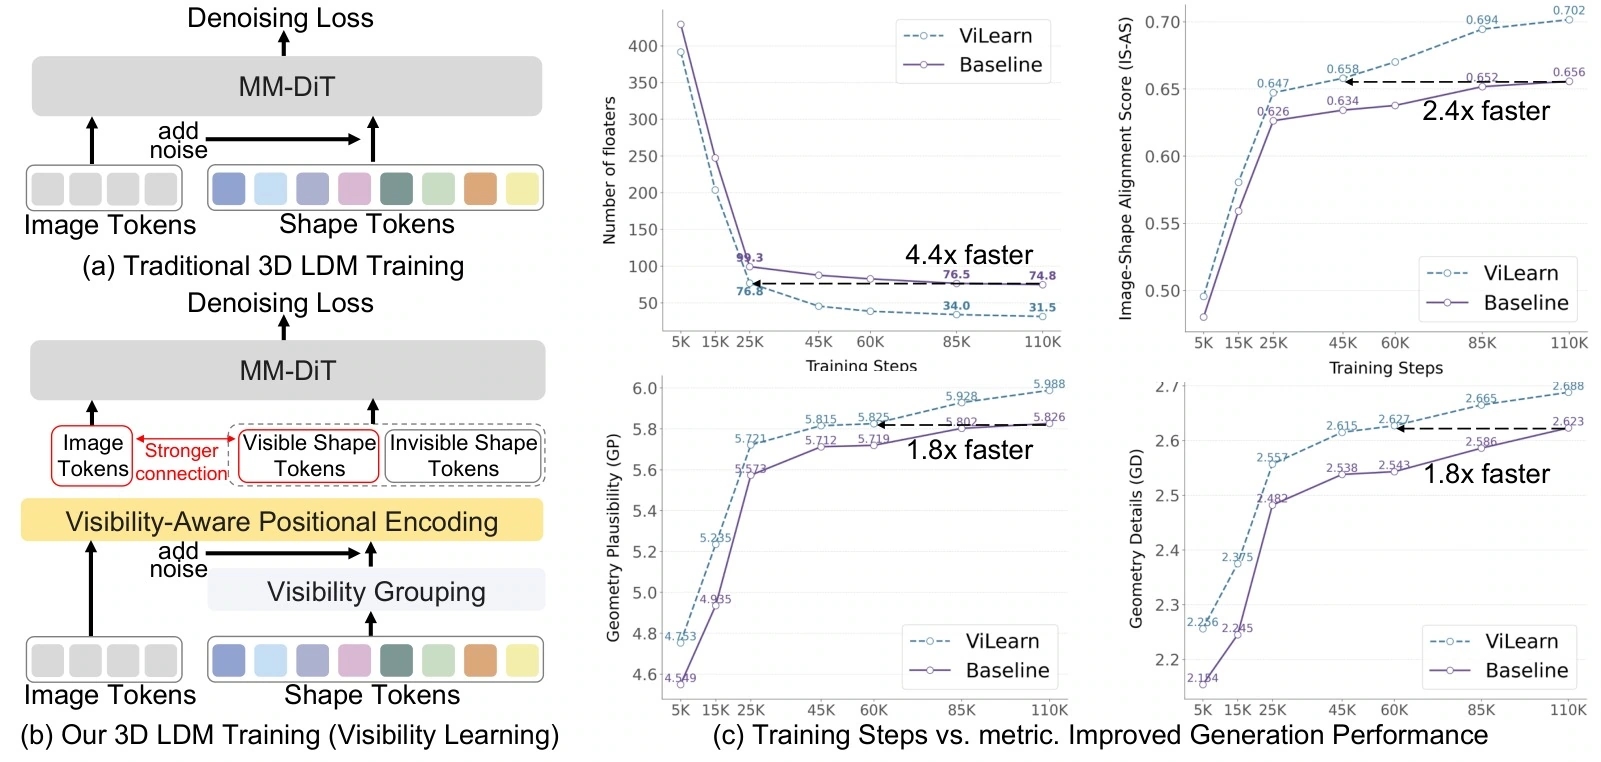 Denoising Loss
MM-DiT
add
noise
Image Tokens
Shape Tokens
(a) Traditional 3D LDM Training
Denoising Loss
MM-DiT
Image
Tokens
Stronger
connection
Visible Shape
Tokens
Invisible Shape
Tokens
Visibility-Aware Positional Encoding
add
noise
Visibility Grouping
Image Tokens
Shape Tokens
(b) Our 3D LDM Training (Visibility Learning)
Number of floaters
400
350
300
250
200
150
100
50
ViLearn
Baseline
99.3
76.8
4.4x faster
76.5
74.8
34.0
31.5
5K 15K 25K 45K 60K 85K 110K
Training Steps
Image-Shape Alignment Score (IS-AS)
0.70
0.65
0.60
0.55
0.50
0.647
0.658
0.694
0.702
0.626
0.634
0.652
0.656
2.4x faster
ViLearn
Baseline
5K 15K 25K 45K 60K 85K 110K
Training Steps
Geometry Plausibility (GP)
6.0
5.8
5.6
5.4
5.2
5.0
4.8
4.6
4.753
5.235
5.721
5.815
5.825
5.928
5.988
4.549
4.935
5.573
5.712
5.719
5.802
5.826
1.8x faster
ViLearn
Baseline
5K 15K 25K 45K 60K 85K 110K
Geometry Details (GD)
2.7
2.6
2.5
2.4
2.3
2.2
2.256
2.375
2.557
2.615
2.627
2.665
2.688
2.154
2.245
2.482
2.538
2.543
2.586
2.623
1.8x faster
ViLearn
Baseline
5K 15K 25K 45K 60K 85K 110K
(c) Training Steps vs. metric. Improved Generation Performance